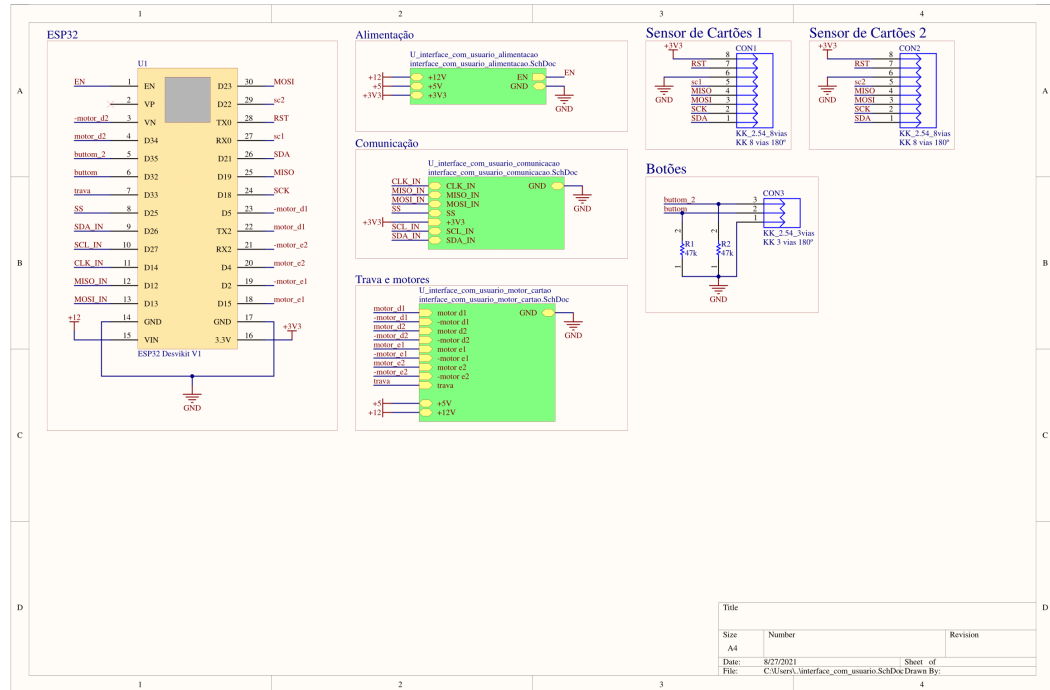 1 2 3 4
A
B
C
D
A
B
C
D
ESP32
U1
EN 1 EN D23 30 MOSI
2 VP D22 29 sc2
-motor_d2 3 VN TX0 28 RST
motor_d2 4 D34 RX0 27 sc1
buttom_2 5 D35 D21 26 SDA
buttom 6 D32 D19 25 MISO
trava 7 D33 D18 24 SCK
SS 8 D25 D5 23 -motor_d1
SDA_IN 9 D26 TX2 22 motor_d1
SCL_IN 10 D27 RX2 21 -motor_e2
CLK_IN 11 D14 D4 20 motor_e2
MISO_IN 12 D12 D2 19 -motor_e1
MOSI_IN 13 D13 D15 18 motor_e1
+12 14 GND GND 17 +3V3
15 VIN 3.3V 16
ESP32 Desvikit V1
GND
Alimentação
U_interface_com_usuario_alimentacao
interface_com_usuario_alimentacao.SchDoc
+12 +12V EN EN
+5 +5V GND
+3V3 +3V3
GND
Comunicação
U_interface_com_usuario_comunicacao
interface_com_usuario_comunicacao.SchDoc
CLK_IN CLK_IN GND
MISO_IN MISO_IN
MOSI_IN MOSI_IN
SS SS
+3V3 +3V3
SCL_IN SCL_IN
SDA_IN SDA_IN
GND
Trava e motores
U_interface_com_usuario_motor_cartao
interface_com_usuario_motor_cartao.SchDoc
motor_d1 motor d1 GND
-motor_d1 -motor d1
motor_d2 motor d2
-motor_d2 -motor d2
motor_e1 motor e1
-motor_e1 -motor e1
motor_e2 motor e2
-motor_e2 -motor e2
trava trava
+5 +5V
+12 +12V
GND
Sensor de Cartões 1
+3V3
CON1
8
RST 7
6
sc1 5
MISO 4
MOSI 3
SCK 2
SDA 1
GND
KK_2.54_8vias
KK 8 vias 180º
Sensor de Cartões 2
+3V3
CON2
8
RST 7
6
sc2 5
MISO 4
MOSI 3
SCK 2
SDA 1
GND
KK_2.54_8vias
KK 8 vias 180º
Botões
CON3
buttom_2 3
buttom 2
1
KK_2.54_3vias
KK 3 vias 180º
2 2
R1 R2
47k 47k
1 1
GND
Title
Size Number Revision
A4
Date: 8/27/2021 Sheet of
File: C:\Users\..\interface_com_usuario.SchDoc Drawn By:
1 2 3 4